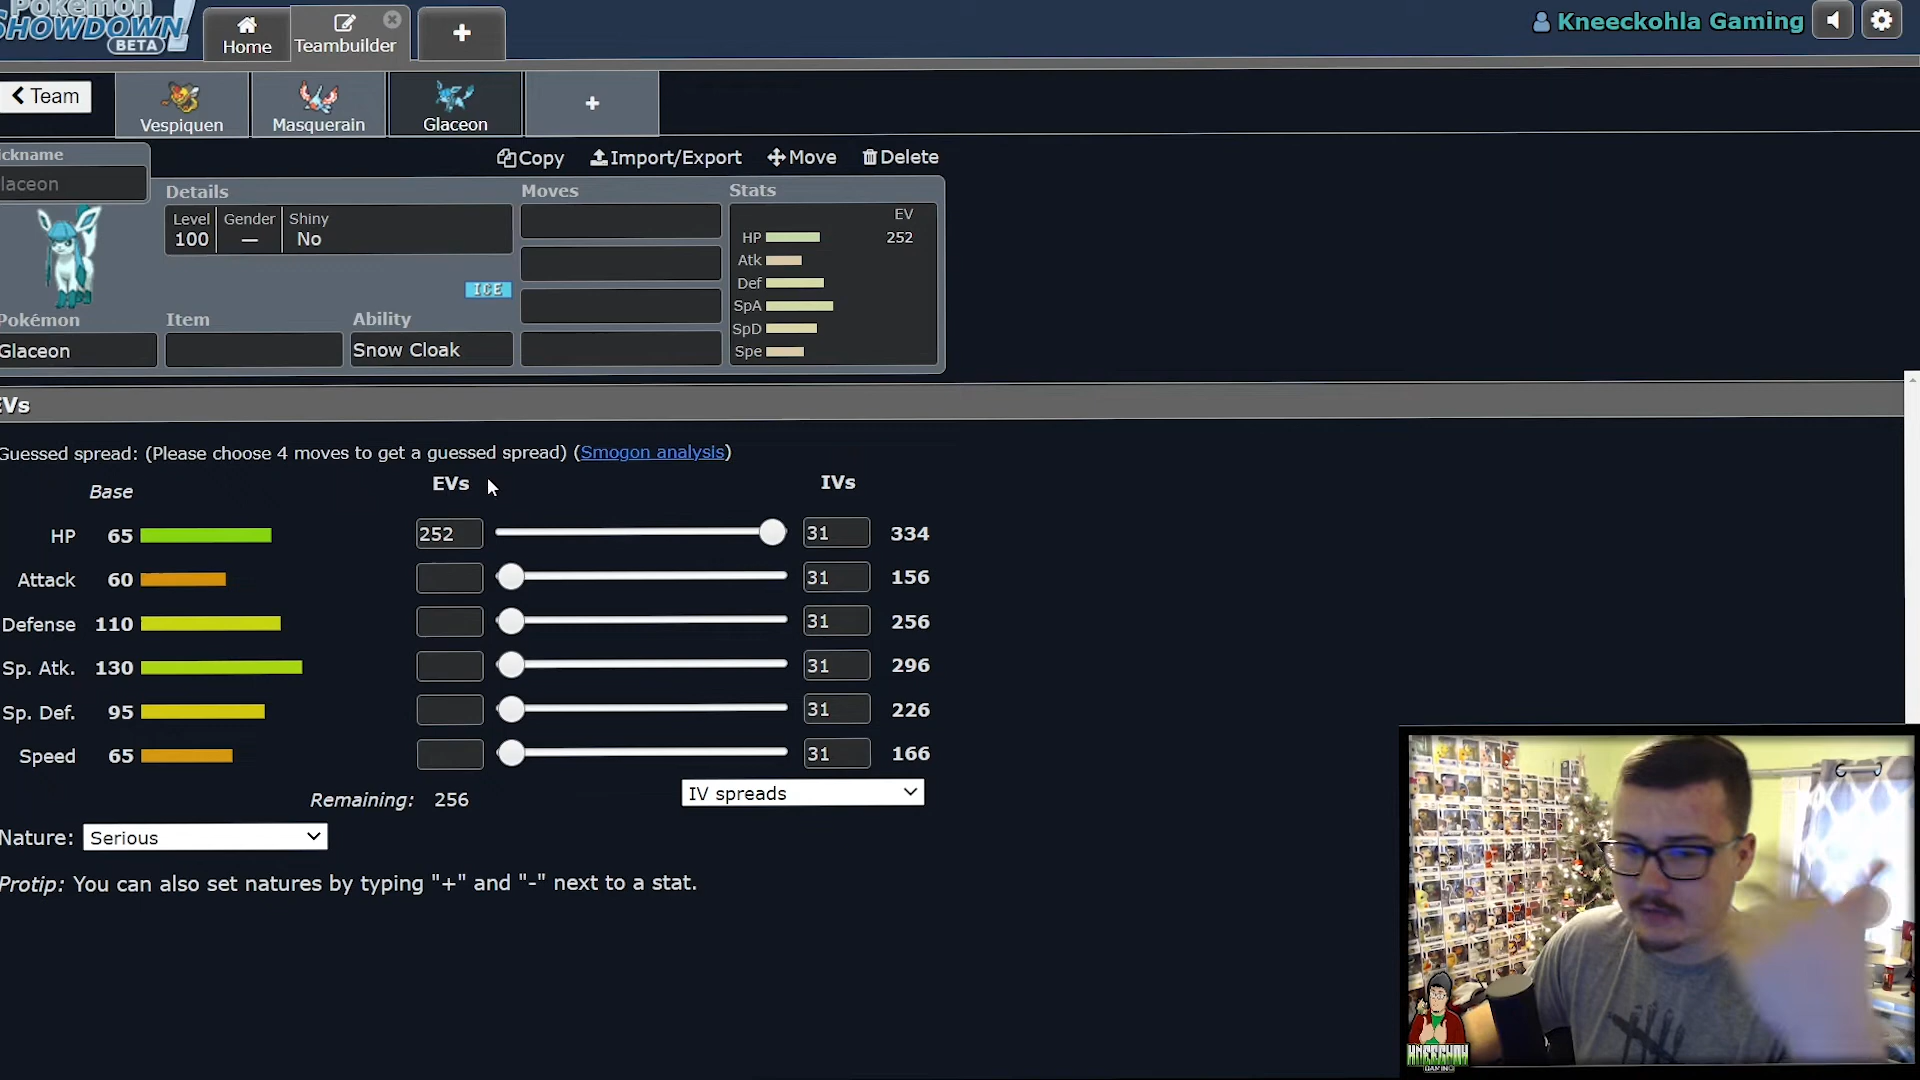 Pokémon
SHOWDOWN!
BETA
Home
Teambuilder
+
Kneeckohla Gaming
Team
Vespiquen
Masquerain
Glaceon
+
Copy
Import/Export
Move
Delete
ickname
laceon
Details
Level
100
Gender
—
Shiny
No
ICE
Pokémon
Glaceon
Item
Ability
Snow Cloak
Moves
Stats
EV
HP 252
Atk
Def
SpA
SpD
Spe
EVs
Guessed spread: (Please choose 4 moves to get a guessed spread) (Smogon analysis)
Base EVs IVs
HP 65 252 31 334
Attack 60 31 156
Defense 110 31 256
Sp. Atk. 130 31 296
Sp. Def. 95 31 226
Speed 65 31 166
Remaining: 256
IV spreads
Nature: Serious
Protip: You can also set natures by typing "+" and "-" next to a stat.
KNEECKOH
GAMING